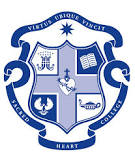 VIRTUS UBIQUE VINCIT
SACRED HEART COLLEGE